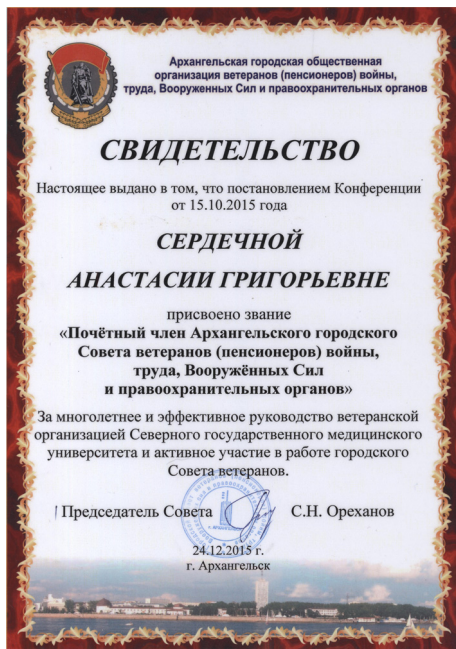 Архангельская городская общественная
организация ветеранов (пенсионеров) войны,
труда, Вооруженных Сил и правоохранительных органов
СВИДЕТЕЛЬСТВО
Настоящее выдано в том, что постановлением Конференции
от 15.10.2015 года
СЕРДЕЧНОЙ
АНАСТАСИИ ГРИГОРЬЕВНЕ
присвоено звание
«Почётный член Архангельского городского
Совета ветеранов (пенсионеров) войны,
труда, Вооружённых Сил
и правоохранительных органов»
За многолетнее и эффективное руководство ветеранской
организацией Северного государственного медицинского
университета и активное участие в работе городского
Совета ветеранов.
Председатель Совета С.Н. Ореханов
24.12.2015 г.
г. Архангельск